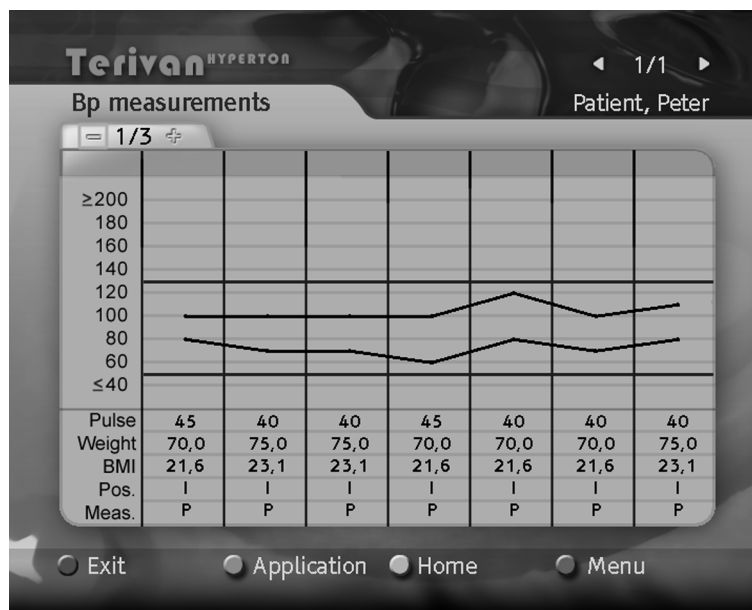 Terivan HYPERTON
1/1
Bp measurements
Patient, Peter
1/3
≥200
180
160
140
120
100
80
60
≤40
Pulse 45 40 40 45 40 40 40
Weight 70,0 75,0 75,0 70,0 70,0 70,0 75,0
BMI 21,6 23,1 23,1 21,6 21,6 21,6 23,1
Pos. I I I I I I I
Meas. P P P P P P P
Exit Application Home Menu